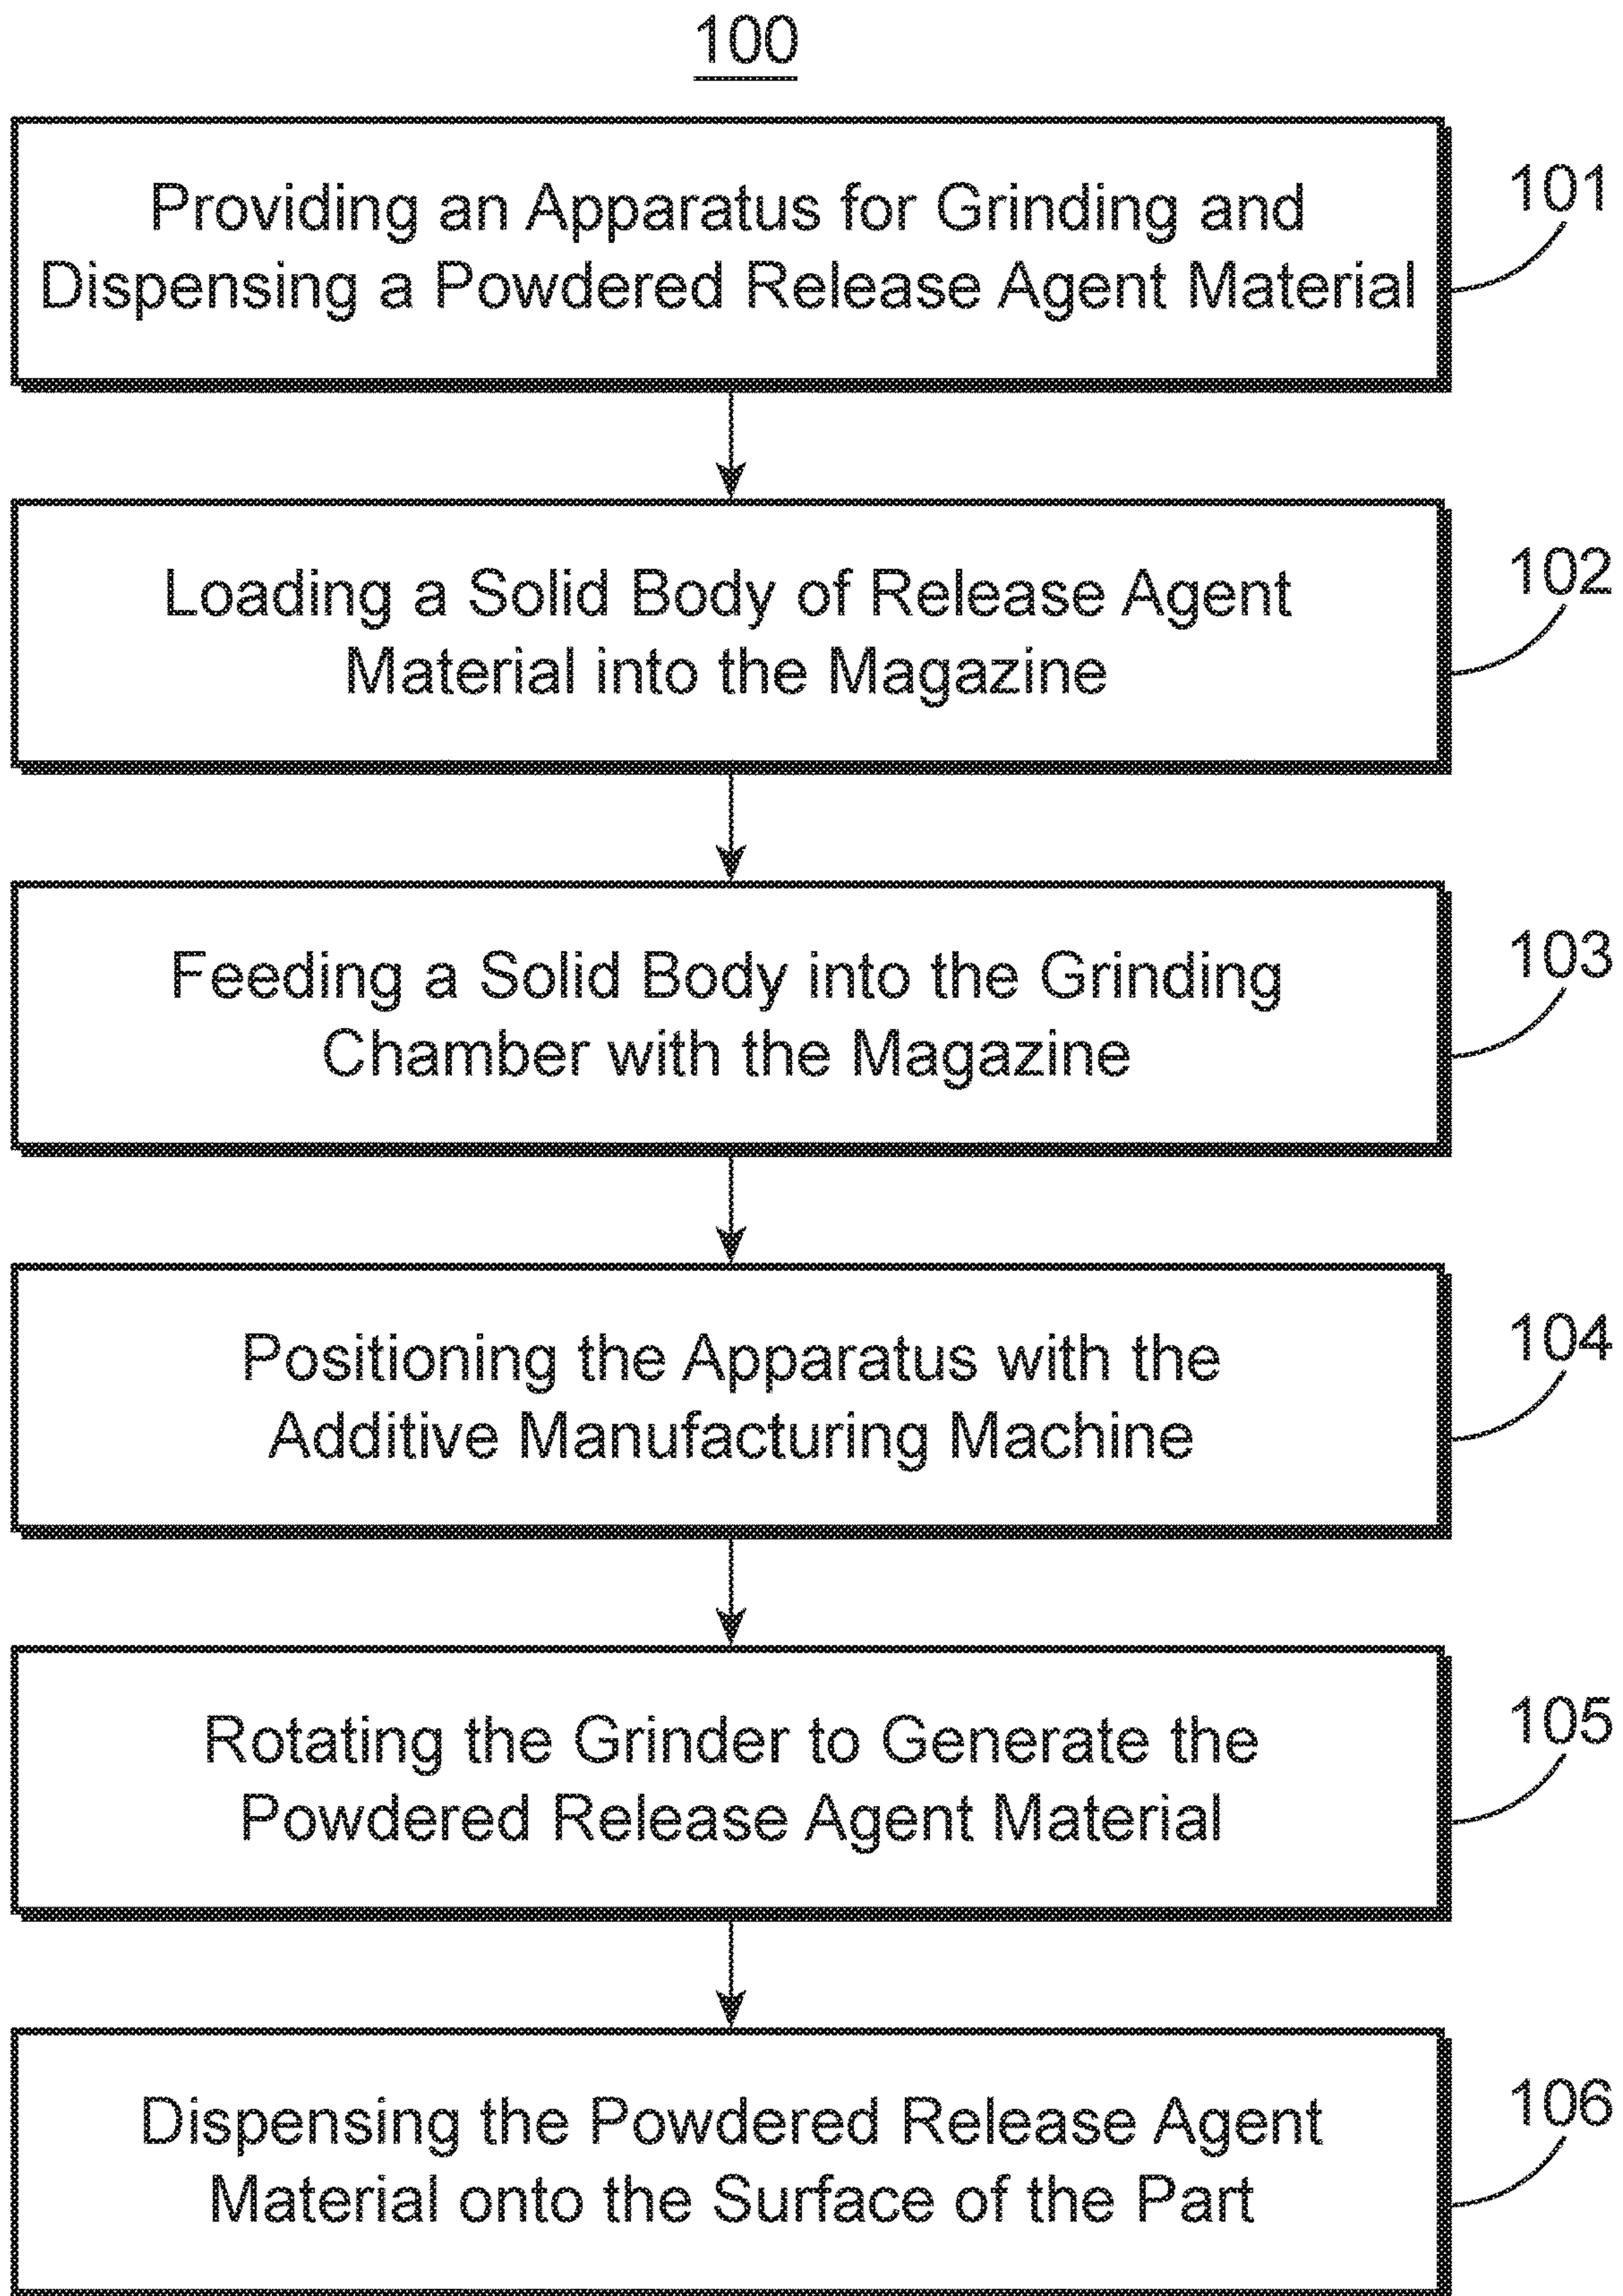 100
Providing an Apparatus for Grinding and
Dispensing a Powdered Release Agent Material
101
Loading a Solid Body of Release Agent
Material into the Magazine
102
Feeding a Solid Body into the Grinding
Chamber with the Magazine
103
Positioning the Apparatus with the
Additive Manufacturing Machine
104
Rotating the Grinder to Generate the
Powdered Release Agent Material
105
Dispensing the Powdered Release Agent
Material onto the Surface of the Part
106